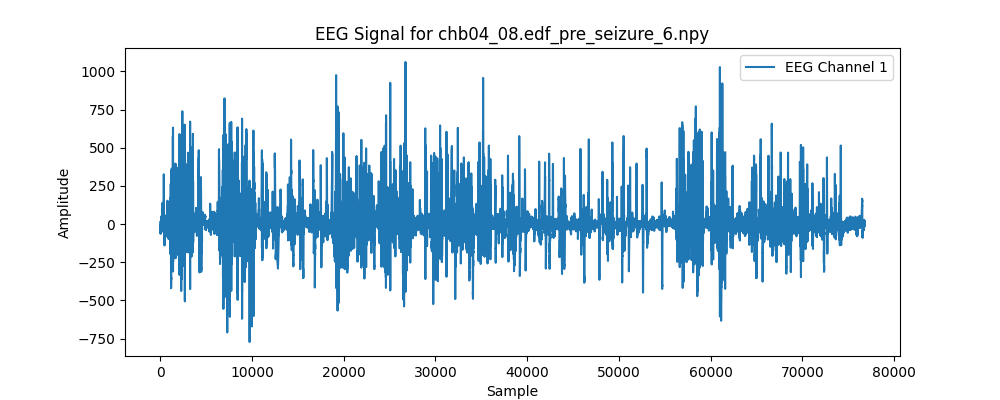 EEG Signal for chb04_08.edf_pre_seizure_6.npy
EEG Channel 1
1000
750
500
250
0
−250
−500
−750
Amplitude
0 10000 20000 30000 40000 50000 60000 70000 80000
Sample